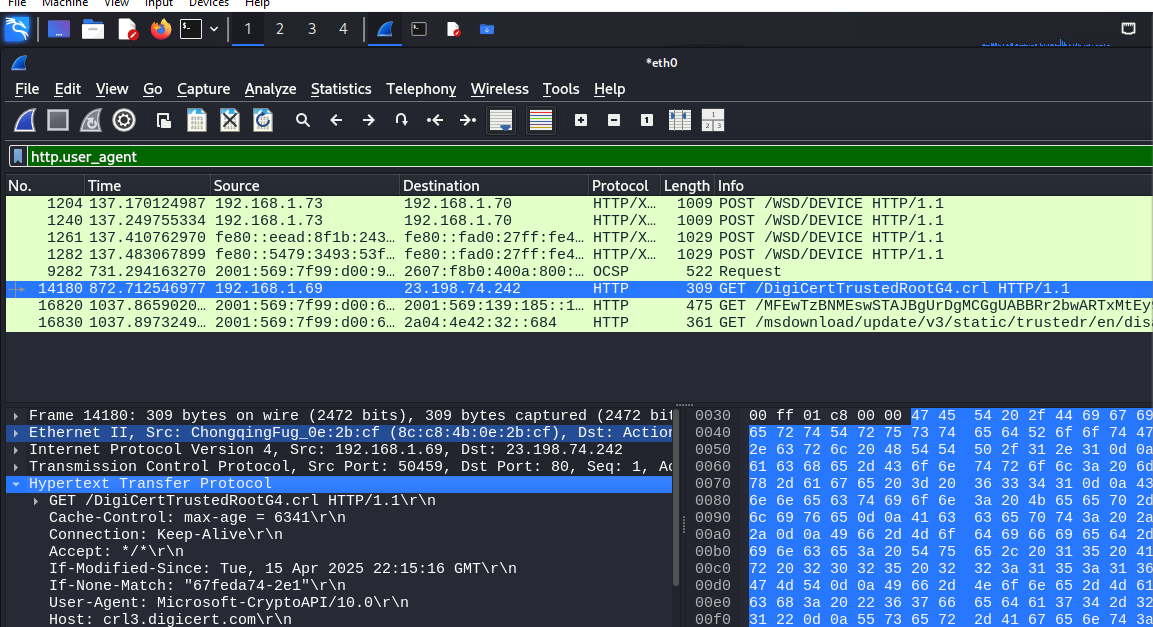 File Machine View Input Devices Help
1 2 3 4
*eth0
File Edit View Go Capture Analyze Statistics Telephony Wireless Tools Help
http.user_agent
No. Time Source Destination Protocol Length Info
1204 137.170124987 192.168.1.73 192.168.1.70 HTTP/X… 1009 POST /WSD/DEVICE HTTP/1.1
1240 137.249755334 192.168.1.73 192.168.1.70 HTTP/X… 1009 POST /WSD/DEVICE HTTP/1.1
1261 137.410762970 fe80::eead:8f1b:243… fe80::fad0:27ff:fe4… HTTP/X… 1029 POST /WSD/DEVICE HTTP/1.1
1282 137.483067899 fe80::5479:3493:53f… fe80::fad0:27ff:fe4… HTTP/X… 1029 POST /WSD/DEVICE HTTP/1.1
9282 731.294163270 2001:569:7f99:d00:9… 2607:f8b0:400a:800:… OCSP 522 Request
14180 872.712546977 192.168.1.69 23.198.74.242 HTTP 309 GET /DigiCertTrustedRootG4.crl HTTP/1.1
16820 1037.8659020… 2001:569:7f99:d00:6… 2001:569:139:185::1… HTTP 475 GET /MFEwTzBNMEswSTAJBgUrDgMCGgUABBRr2bwARTxMtEy9
16830 1037.8973249… 2001:569:7f99:d00:6… 2a04:4e42:32::684 HTTP 361 GET /msdownload/update/v3/static/trustedr/en/disa
Frame 14180: 309 bytes on wire (2472 bits), 309 bytes captured (2472 bit
Ethernet II, Src: ChongqingFug_0e:2b:cf (8c:c8:4b:0e:2b:cf), Dst: Action
Internet Protocol Version 4, Src: 192.168.1.69, Dst: 23.198.74.242
Transmission Control Protocol, Src Port: 50459, Dst Port: 80, Seq: 1, Ac
Hypertext Transfer Protocol
GET /DigiCertTrustedRootG4.crl HTTP/1.1\r\n
Cache-Control: max-age = 6341\r\n
Connection: Keep-Alive\r\n
Accept: */*\r\n
If-Modified-Since: Tue, 15 Apr 2025 22:15:16 GMT\r\n
If-None-Match: "67feda74-2e1"\r\n
User-Agent: Microsoft-CryptoAPI/10.0\r\n
Host: crl3.digicert.com\r\n
0030 00 ff 01 c8 00 00 47 45 54 20 2f 44 69 67 69
0040 65 72 74 54 72 75 73 74 65 64 52 6f 6f 74 47
0050 2e 63 72 6c 20 48 54 54 50 2f 31 2e 31 0d 0a
0060 61 63 68 65 2d 43 6f 6e 74 72 6f 6c 3a 20 6d
0070 78 2d 61 67 65 20 3d 20 36 33 34 31 0d 0a 43
0080 6e 6e 65 63 74 69 6f 6e 3a 20 4b 65 65 70 2d
0090 6c 69 76 65 0d 0a 41 63 63 65 70 74 3a 20 2a
00a0 2a 0d 0a 49 66 2d 4d 6f 64 69 66 69 65 64 2d
00b0 69 6e 63 65 3a 20 54 75 65 2c 20 31 35 20 41
00c0 72 20 32 30 32 35 20 32 32 3a 31 35 3a 31 36
00d0 47 4d 54 0d 0a 49 66 2d 4e 6f 6e 65 2d 4d 61
00e0 63 68 3a 20 22 36 37 66 65 64 61 37 34 2d 32
00f0 31 22 0d 0a 55 73 65 72 2d 41 67 65 6e 74 3a